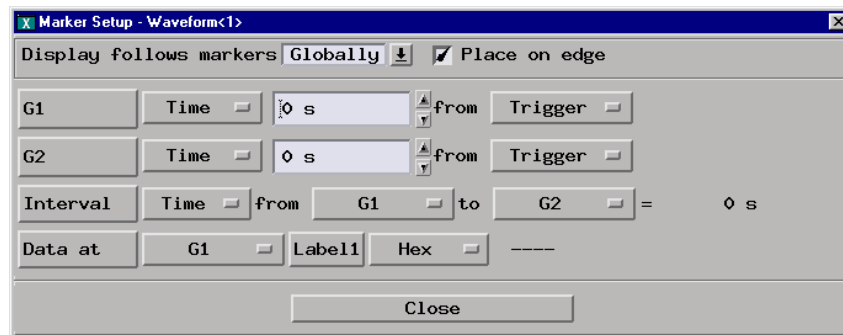 Marker Setup - Waveform<1>
Display follows markers Globally Place on edge
G1 Time 0 s from Trigger
G2 Time 0 s from Trigger
Interval Time from G1 to G2 = 0 s
Data at G1 Label1 Hex ----
Close